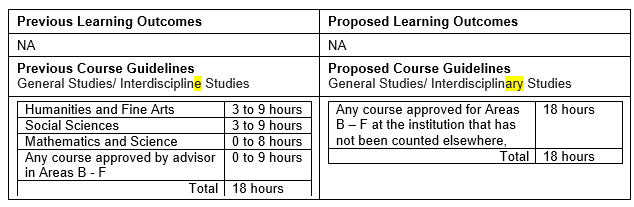 Previous Learning Outcomes
Proposed Learning Outcomes
NA
NA
Previous Course Guidelines
General Studies/ Interdiscipline Studies
Proposed Course Guidelines
General Studies/ Interdisciplinary Studies
Humanities and Fine Arts 3 to 9 hours
Social Sciences 3 to 9 hours
Mathematics and Science 0 to 8 hours
Any course approved by advisor 0 to 9 hours
in Areas B - F
Total 18 hours
Any course approved for Areas 18 hours
B – F at the institution that has
not been counted elsewhere,
Total 18 hours